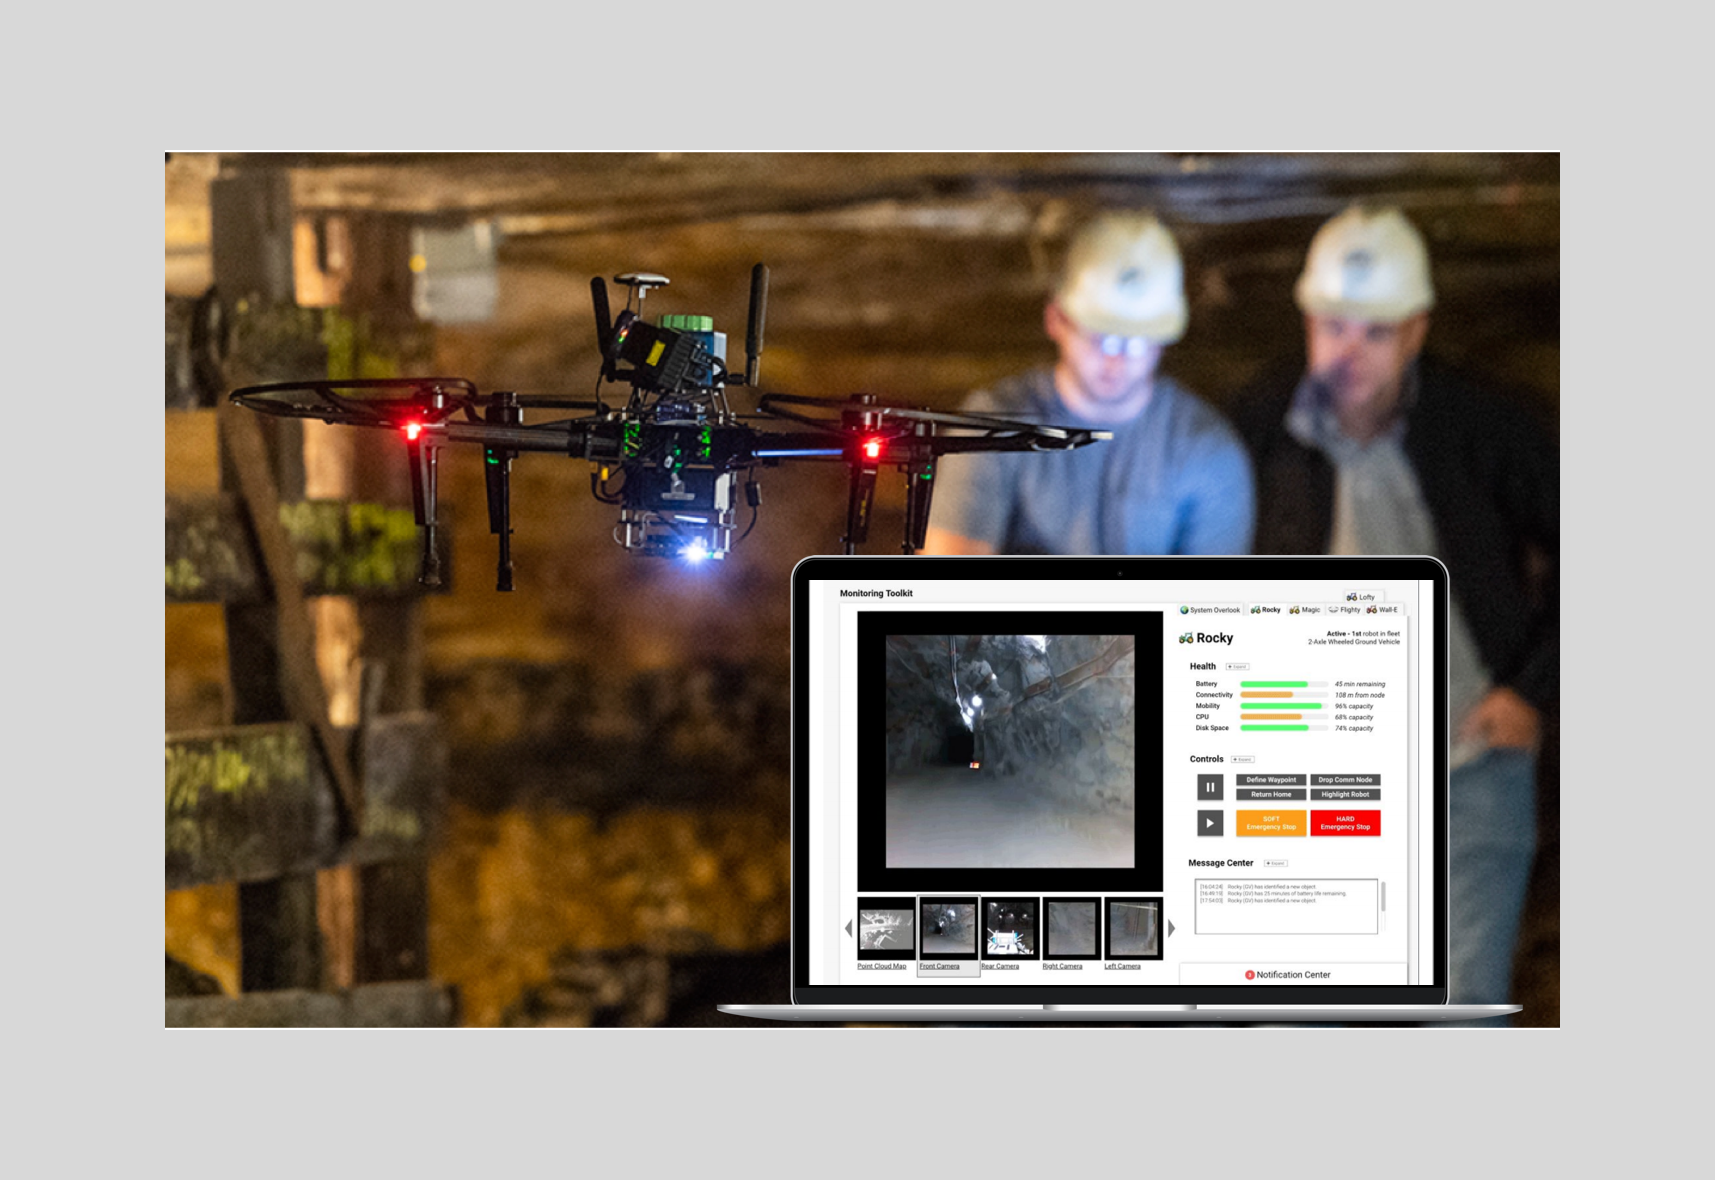 Monitoring Toolkit
Lofty
System Overlook
Rocky
Magic
Flighty
Wall-E
Rocky
Active - 1st robot in fleet
2-Axle Wheeled Ground Vehicle
Health
Battery 45 min remaining
Connectivity 108 m from node
Mobility 96% capacity
CPU 68% capacity
Disk Space 74% capacity
Controls
Define Waypoint Drop Comm Node
Return Home Highlight Robot
SOFT
Emergency Stop
HARD
Emergency Stop
Message Center
[16:04:24] Rocky (GV) has identified a new object
[16:49:10] Rocky (GV) has 25 minutes of battery life remaining.
[17:54:03] Rocky (GV) has identified a new object
Point Cloud Map Front Camera Rear Camera Right Camera Left Camera
Notification Center